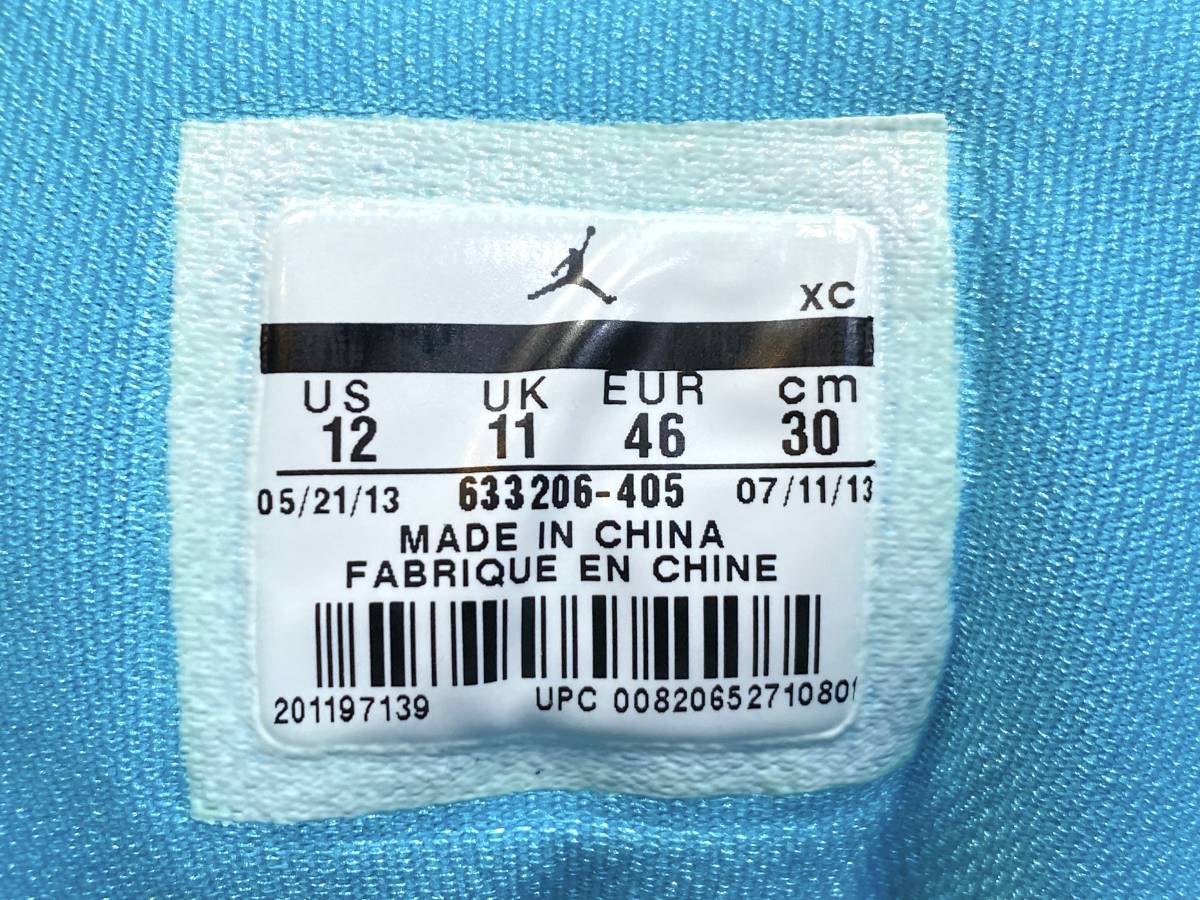 XC
US UK EUR cm
12 11 46 30
05/21/13 633206-405 07/11/13
MADE IN CHINA
FABRIQUE EN CHINE
201197139 UPC